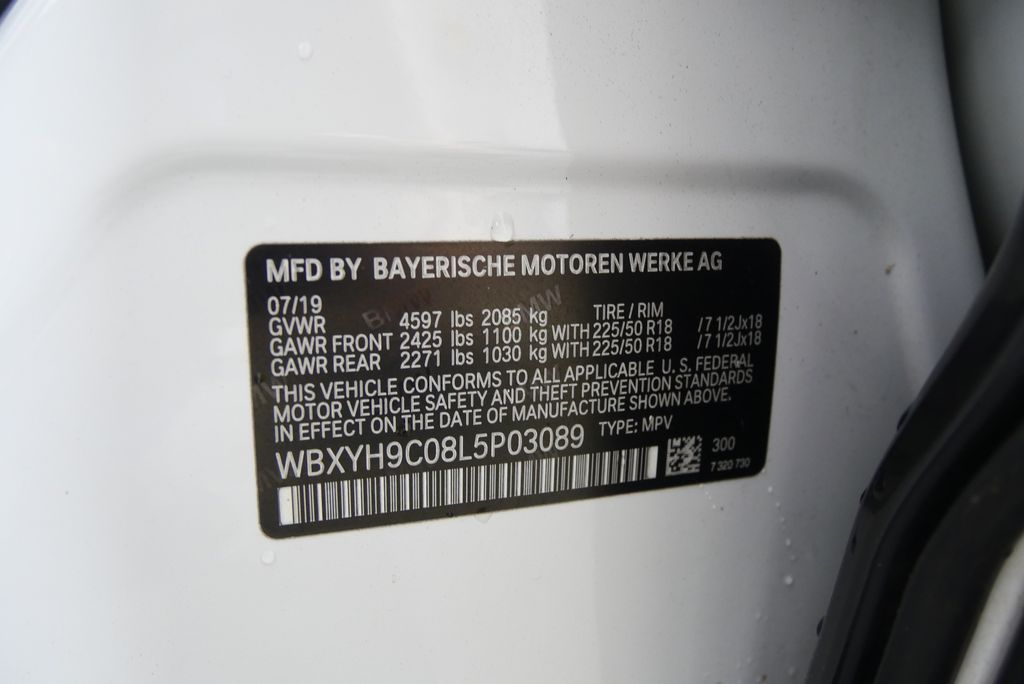 MFD BY BAYERISCHE MOTOREN WERKE AG
07/19
GVWR 4597 lbs 2085 kg TIRE / RIM
GAWR FRONT 2425 lbs 1100 kg WITH 225/50 R18 /7 1/2Jx18
GAWR REAR 2271 lbs 1030 kg WITH 225/50 R18 /7 1/2Jx18
THIS VEHICLE CONFORMS TO ALL APPLICABLE U.S. FEDERAL
MOTOR VEHICLE SAFETY AND THEFT PREVENTION STANDARDS
IN EFFECT ON THE DATE OF MANUFACTURE SHOWN ABOVE.
WBXYH9C08L5P03089 TYPE: MPV
300
7 320 730